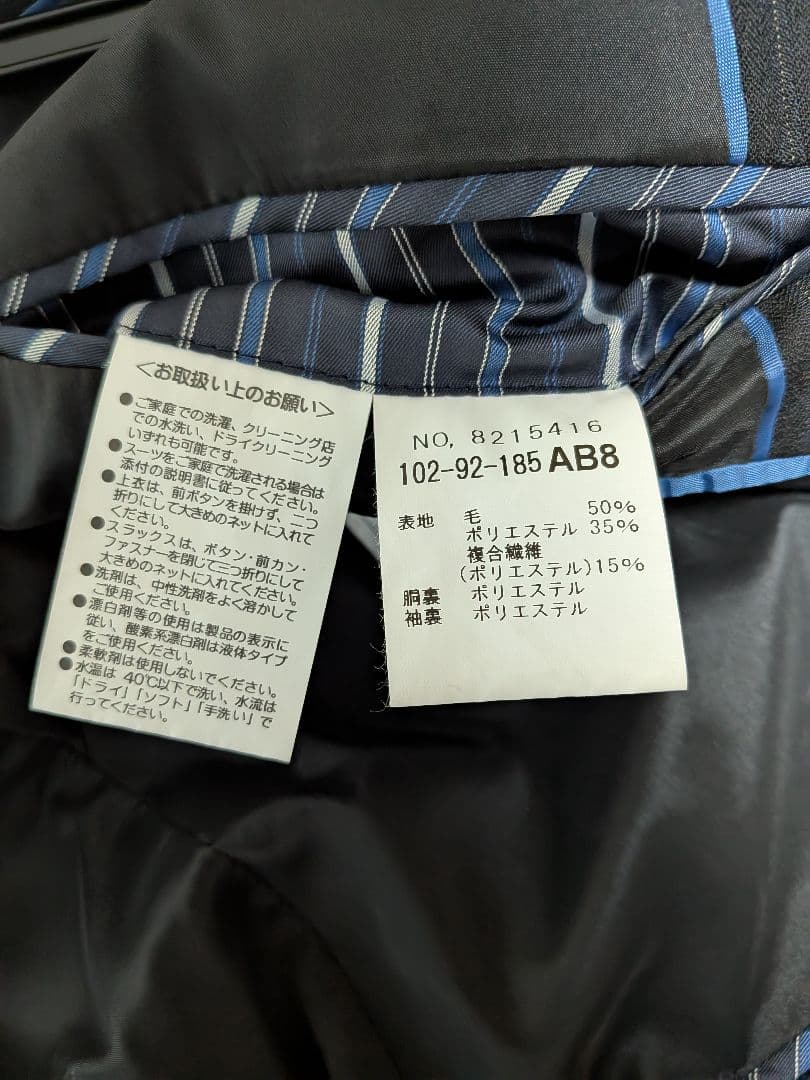 <お取扱い上のお願い>
●ご家庭での洗濯、クリーニング店
での水洗い、ドライクリーニング
いずれも可能です。
●スーツをご家庭で洗濯される場合は
添付の説明書に従ってください。
●上衣は、前ボタンを掛けず、二つ
折りにして大きめのネットに入れて
ください。
●スラックスは、ボタン・前カン・
ファスナーを閉じて三つ折りにして
大きめのネットに入れてください。
●洗剤は、中性洗剤をよく溶かして
ご使用ください。
●漂白剤等の使用は製品の表示に
従い、酸素系漂白剤は液体タイプ
をご使用ください。
●柔軟剤は使用しないでください。
●水温は 40℃以下で洗い、水流は
「ドライ」「ソフト」「手洗い」で
行ってください。
NO, 8215416
102-92-185 AB8
表地 毛 50%
ポリエステル 35%
複合繊維
(ポリエステル)15%
胴裏 ポリエステル
袖裏 ポリエステル